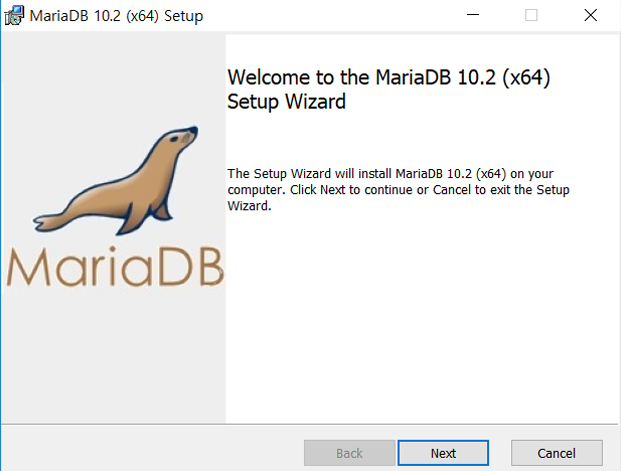 MariaDB 10.2 (x64) Setup
Welcome to the MariaDB 10.2 (x64)
Setup Wizard
The Setup Wizard will install MariaDB 10.2 (x64) on your
computer. Click Next to continue or Cancel to exit the Setup
Wizard.
MariaDB
Back
Next
Cancel